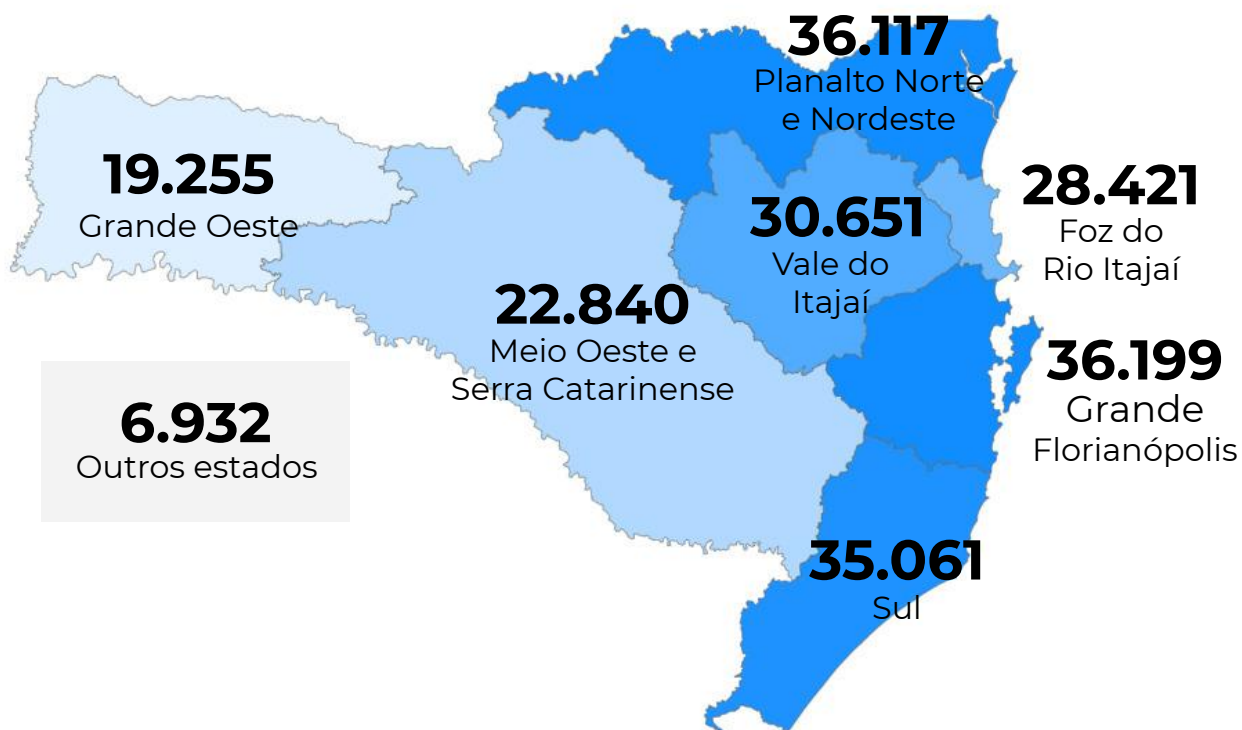 36.117
Planalto Norte
e Nordeste
19.255
Grande Oeste
30.651
Vale do
Itajaí
28.421
Foz do
Rio Itajaí
22.840
Meio Oeste e
Serra Catarinense
36.199
Grande
Florianópolis
6.932
Outros estados
35.061
Sul